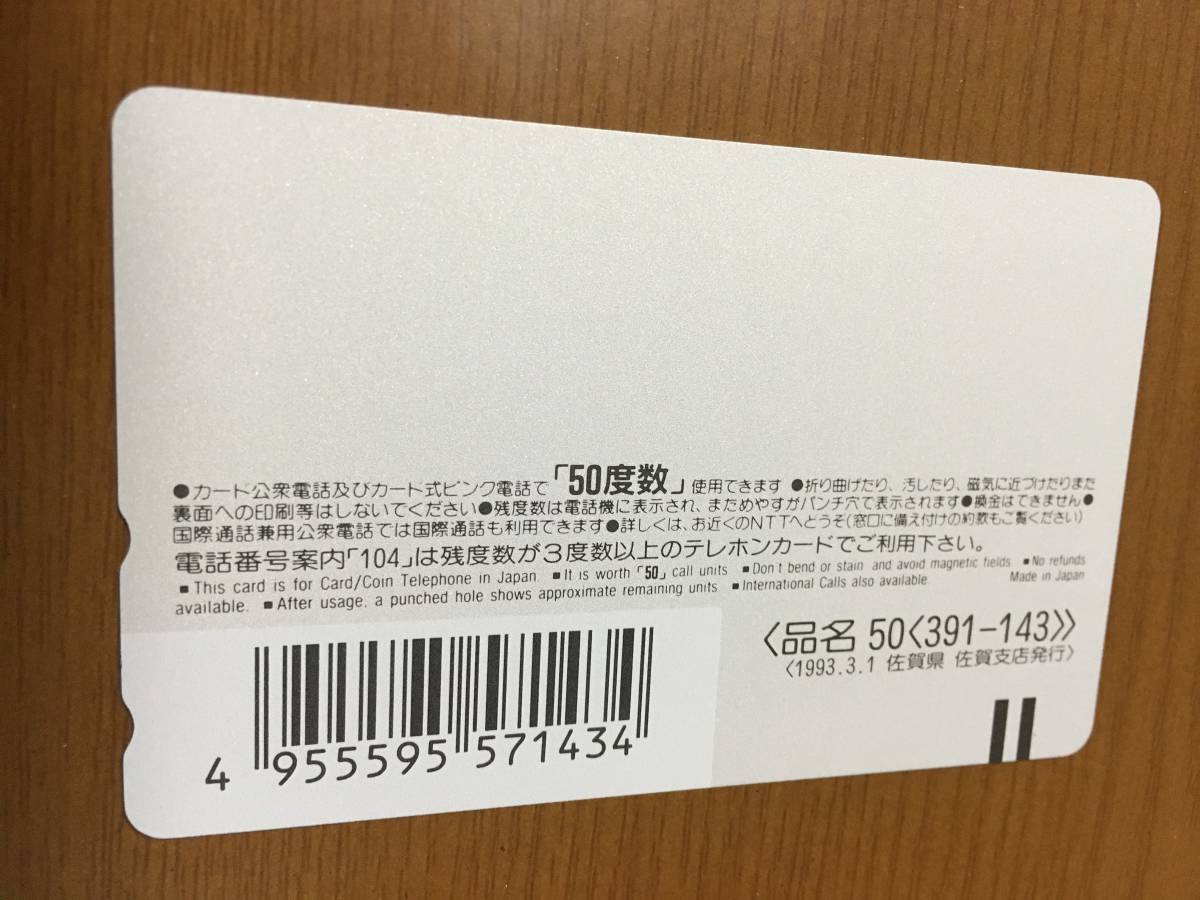 ●カード公衆電話及びカード式ピンク電話で「50度数」使用できます ●折り曲げたり、汚したり、磁気に近づけたりまた
裏面への印刷等はしないでください●残度数は電話機に表示され、まためやすがパンチ穴で表示されます●換金はできません●
国際通話兼用公衆電話では国際通話も利用できます●詳しくは、お近くのNTTへどうぞ(窓口に備え付けの約款もご覧ください)
電話番号案内「104」は残度数が3度数以上のテレホンカードでご利用下さい。
■This card is for Card/Coin Telephone in Japan. ■It is worth「50」call units ■Don't bend or stain and avoid magnetic fields ■No refunds
available. ■After usage, a punched hole shows approximate remaining units ■International Calls also available. Made in Japan
〈品名 50〈391-143〉〉
〈1993.3.1 佐賀県 佐賀支店発行〉
4 955595 571434